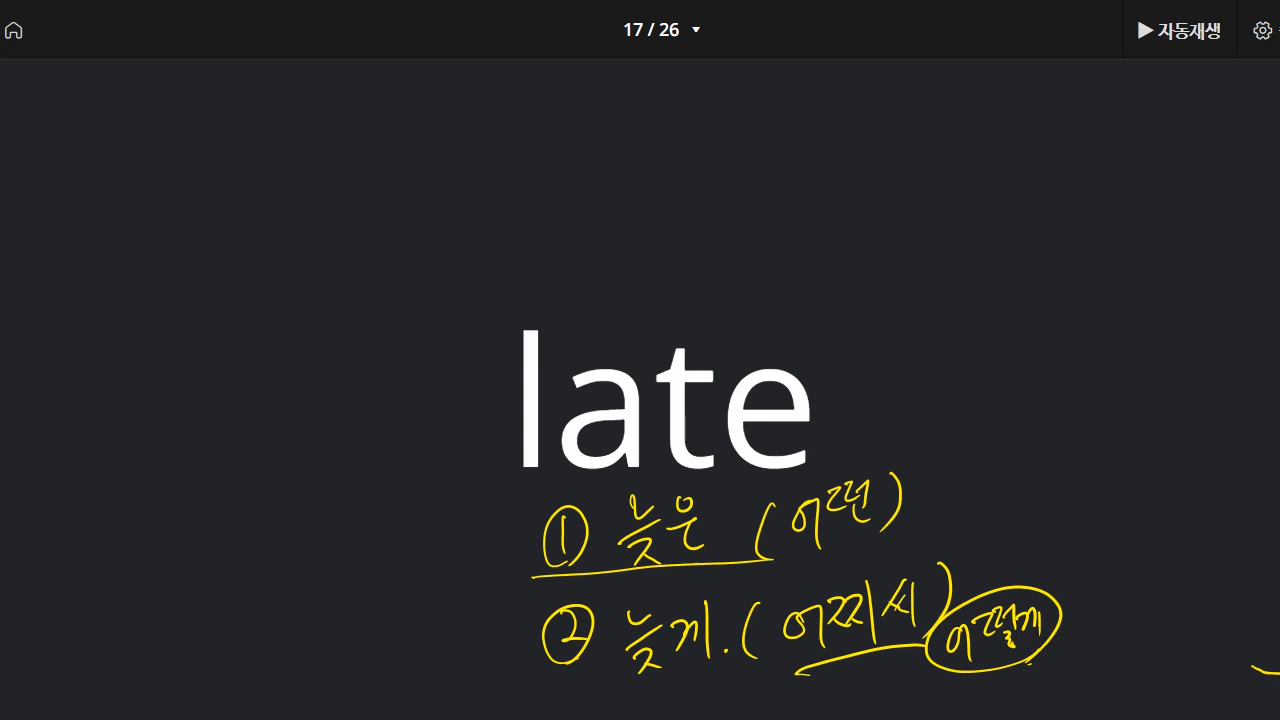 17 / 26
▶ 자동재생
late
① 늦은 (어떤)
② 늦게. (어찌씨) 어떻게